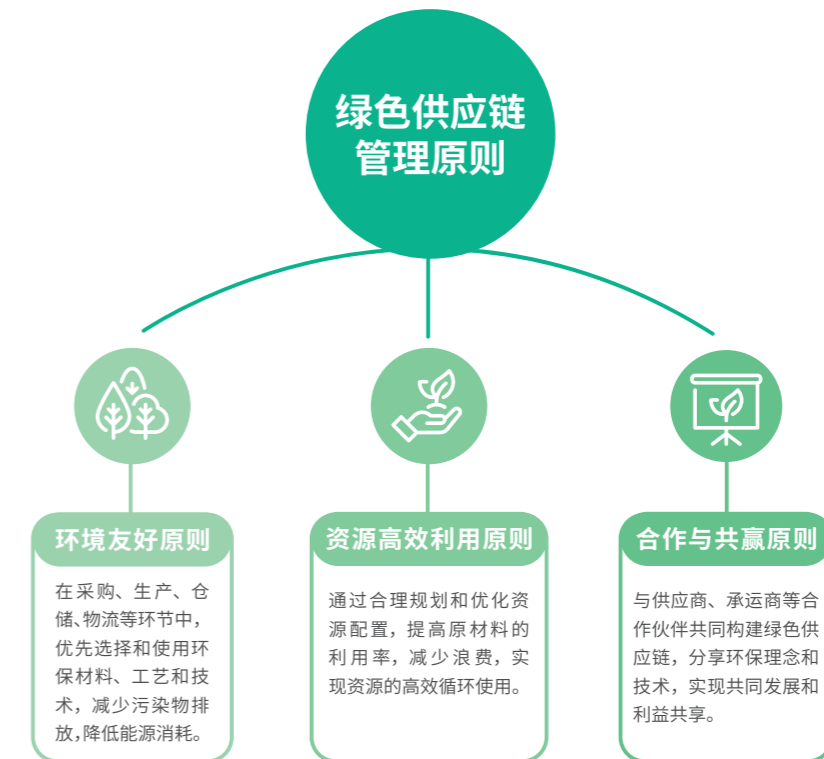 绿色供应链
管理原则
环境友好原则
在采购、生产、仓
储、物流等环节中，
优先选择和使用环
保材料、工艺和技
术，减少污染物排
放，降低能源消耗。
资源高效利用原则
通过合理规划和优化资
源配置，提高原材料的
利用率，减少浪费，实
现资源的高效循环使用。
合作与共赢原则
与供应商、承运商等合
作伙伴共同构建绿色供
应链，分享环保理念和
技术，实现共同发展和
利益共享。